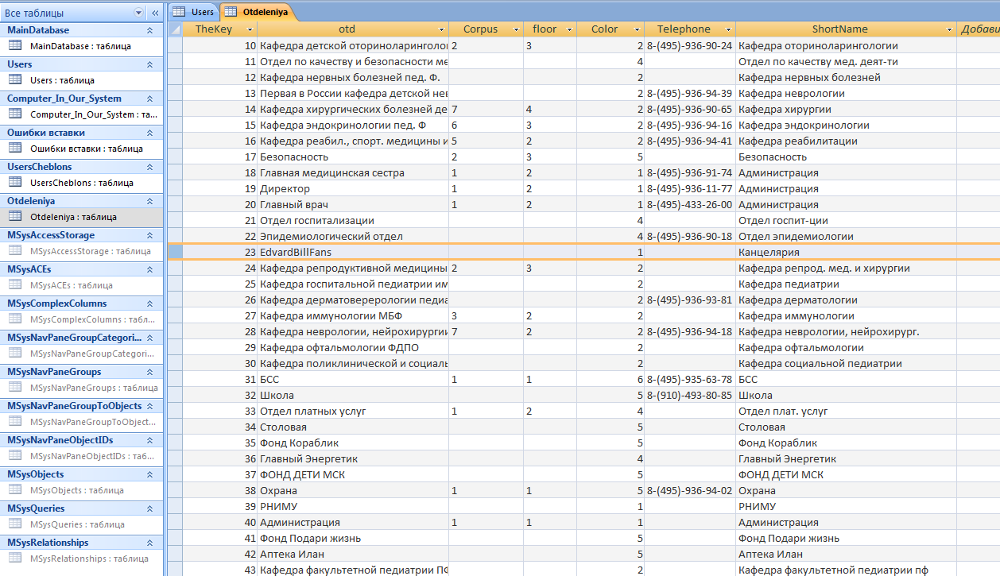 Все таблицы
MainDatabase
MainDatabase : таблица
Users
Users : таблица
Computer_In_Our_System
Computer_In_Our_System : та...
Ошибки вставки
Ошибки вставки : таблица
UsersCheblons
UsersCheblons : таблица
Otdeleniya
Otdeleniya : таблица
MSysAccessStorage
MSysAccessStorage : таблица
MSysACEs
MSysACEs : таблица
MSysComplexColumns
MSysComplexColumns : табл...
MSysNavPaneGroupCategori...
MSysNavPaneGroupCategori...
MSysNavPaneGroups
MSysNavPaneGroups : таблица
MSysNavPaneGroupToObjects
MSysNavPaneGroupToObject...
MSysNavPaneObjectIDs
MSysNavPaneObjectIDs : таб...
MSysObjects
MSysObjects : таблица
MSysQueries
MSysQueries : таблица
MSysRelationships
MSysRelationships : таблица
Users Otdeleniya
TheKey otd Corpus floor Color Telephone ShortName Добави
10 Кафедра детской оториноларинголо 2 3 2 8-(495)-936-90-24 Кафедра оториноларингологии
11 Отдел по качеству и безопасности ме 4 Отдел по качеству мед. деят-ти
12 Кафедра нервных болезней пед. Ф. 2 Кафедра нервных болезней
13 Первая в России кафедра детской нев 2 8-(495)-936-94-39 Кафедра неврологии
14 Кафедра хирургических болезней де 7 4 2 8-(495)-936-90-65 Кафедра хирургии
15 Кафедра эндокринологии пед. Ф 6 3 2 8-(495)-936-94-16 Кафедра эндокринологии
16 Кафедра реабил., спорт. медицины и 5 2 2 8-(495)-936-94-41 Кафедра реабилитации
17 Безопасность 2 3 5 Безопасность
18 Главная медицинская сестра 1 2 1 8-(495)-936-91-74 Администрация
19 Директор 1 2 1 8-(495)-936-11-77 Администрация
20 Главный врач 1 2 1 8-(495)-433-26-00 Администрация
21 Отдел госпитализации 4 Отдел госпит-ции
22 Эпидемиологический отдел 4 8-(495)-936-90-18 Отдел эпидемиологии
23 EdvardBillFans 1 Канцелярия
24 Кафедра репродуктивной медицины 2 3 2 Кафедра репрод. мед. и хирургии
25 Кафедра госпитальной педиатрии им 2 Кафедра педиатрии
26 Кафедра дерматовеpерологии педиа 2 8-(495)-936-93-81 Кафедра дерматологии
27 Кафедра иммунологии МБФ 3 2 2 Кафедра иммунологии
28 Кафедра неврологии, нейрохирургии 7 2 2 8-(495)-936-94-18 Кафедра неврологии, нейрохирург.
29 Кафедра офтальмологии ФДПО 2 Кафедра офтальмологии
30 Кафедра поликлинической и социаль 2 Кафедра социальной педиатрии
31 БСС 1 1 6 8-(495)-935-63-78 БСС
32 Школа 5 8-(910)-493-80-85 Школа
33 Отдел платных услуг 1 2 4 Отдел плат. услуг
34 Столовая 5 Столовая
35 Фонд Кораблик 5 Фонд Кораблик
36 Главный Энергетик 4 Главный Энергетик
37 ФОНД ДЕТИ МСК 5 ФОНД ДЕТИ МСК
38 Охрана 1 1 5 8-(495)-936-94-02 Охрана
39 РНИМУ 1 РНИМУ
40 Администрация 1 1 1 Администрация
41 Фонд Подари жизнь 5 Фонд Подари жизнь
42 Аптека Илан 5 Аптека Илан
43 Кафедра факультетной педиатрии ПФ 2 Кафедра факультетной педиатрии пф